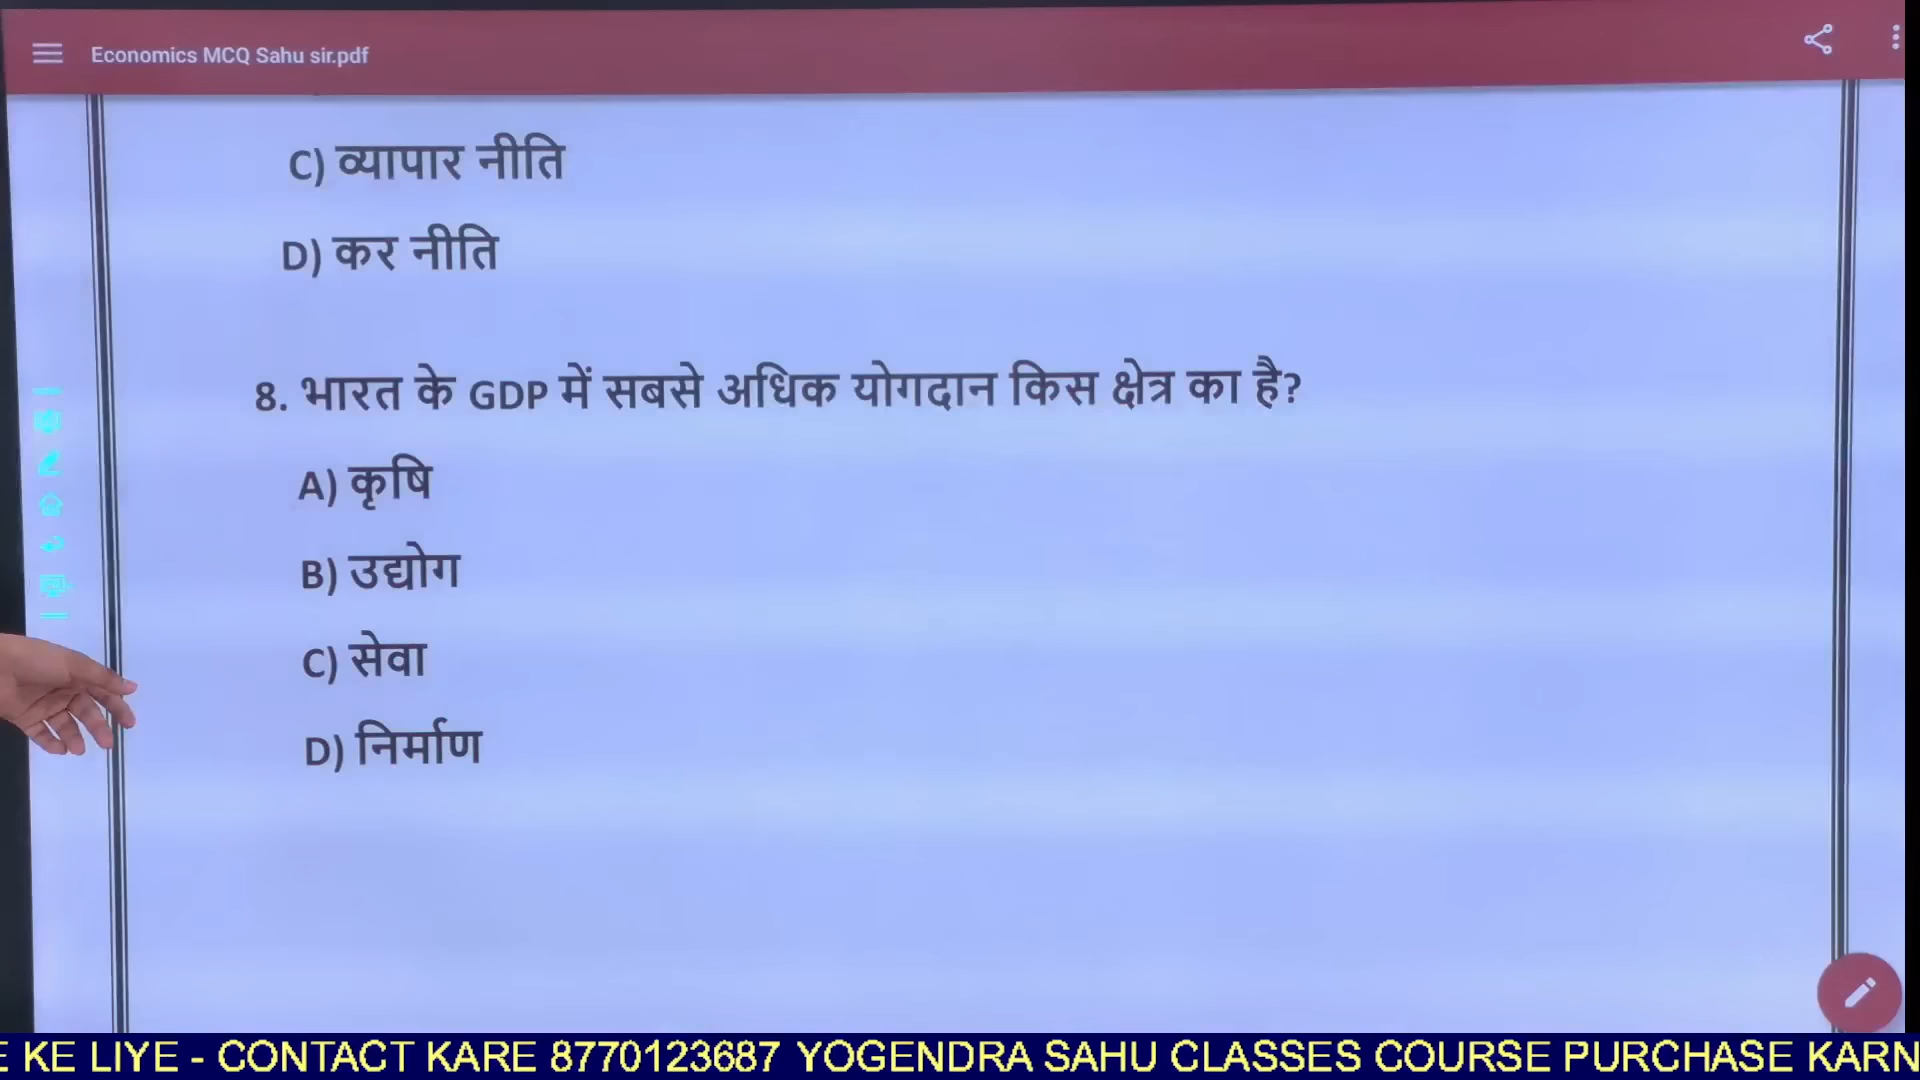 Economics MCQ Sahu sir.pdf
C) व्यापार नीति
D) कर नीति
8. भारत के GDP में सबसे अधिक योगदान किस क्षेत्र का है?
A) कृषि
B) उद्योग
C) सेवा
D) निर्माण
E KE LIYE - CONTACT KARE 8770123687 YOGENDRA SAHU CLASSES COURSE PURCHASE KARN